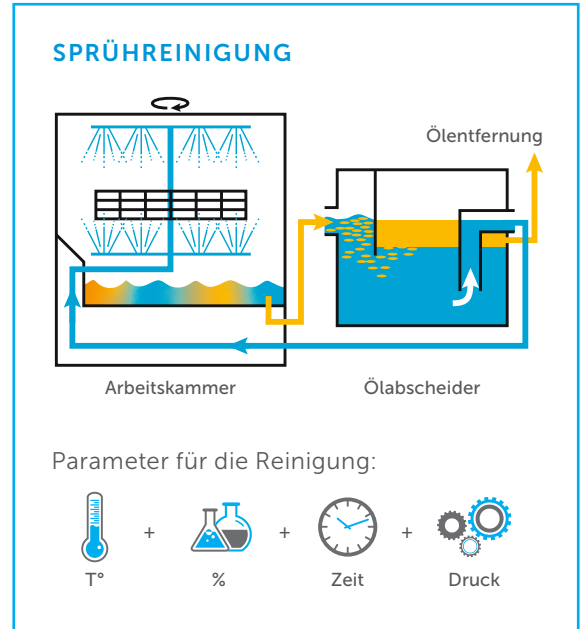 SPRÜHREINIGUNG
Ölentfernung
Arbeitskammer
Ölabscheider
Parameter für die Reinigung:
+ + +
T° % Zeit Druck